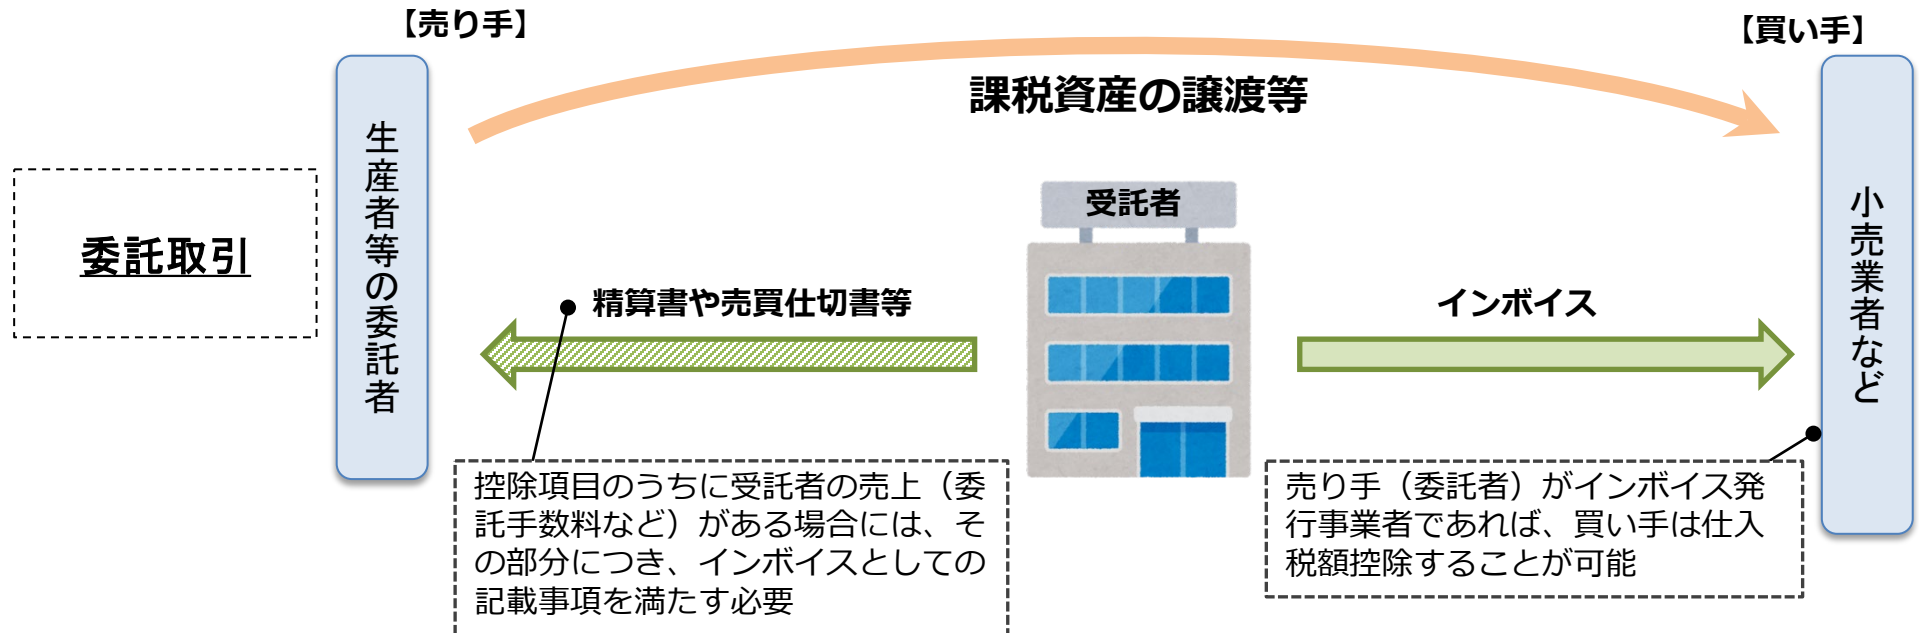 【売り手】
【買い手】
課税資産の譲渡等
生産者等の委託者
委託取引
受託者
小売業者など
精算書や売買仕切書等
インボイス
控除項目のうちに受託者の売上（委
託手数料など）がある場合には、そ
の部分につき、インボイスとしての
記載事項を満たす必要
売り手（委託者）がインボイス発
行事業者であれば、買い手は仕入
税額控除することが可能